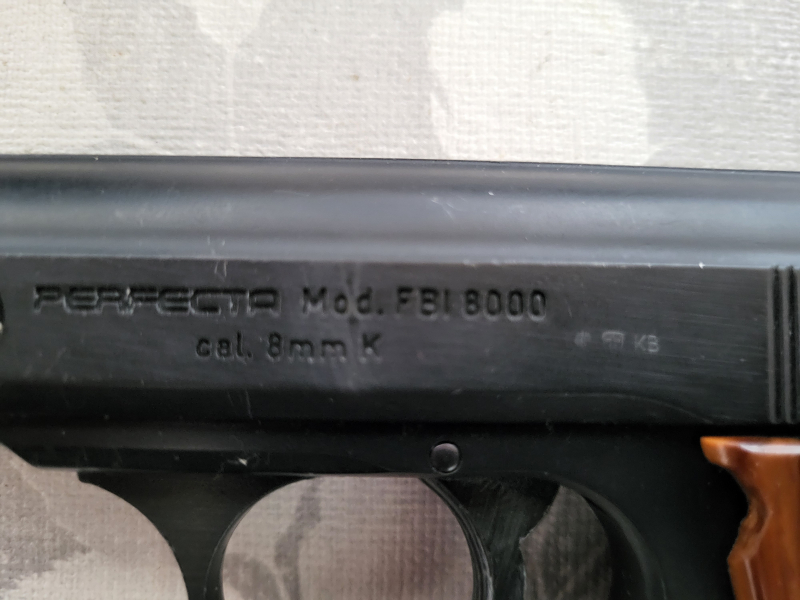 PERFECTA Mod. FBI 8000
cal. 8mm K
KB